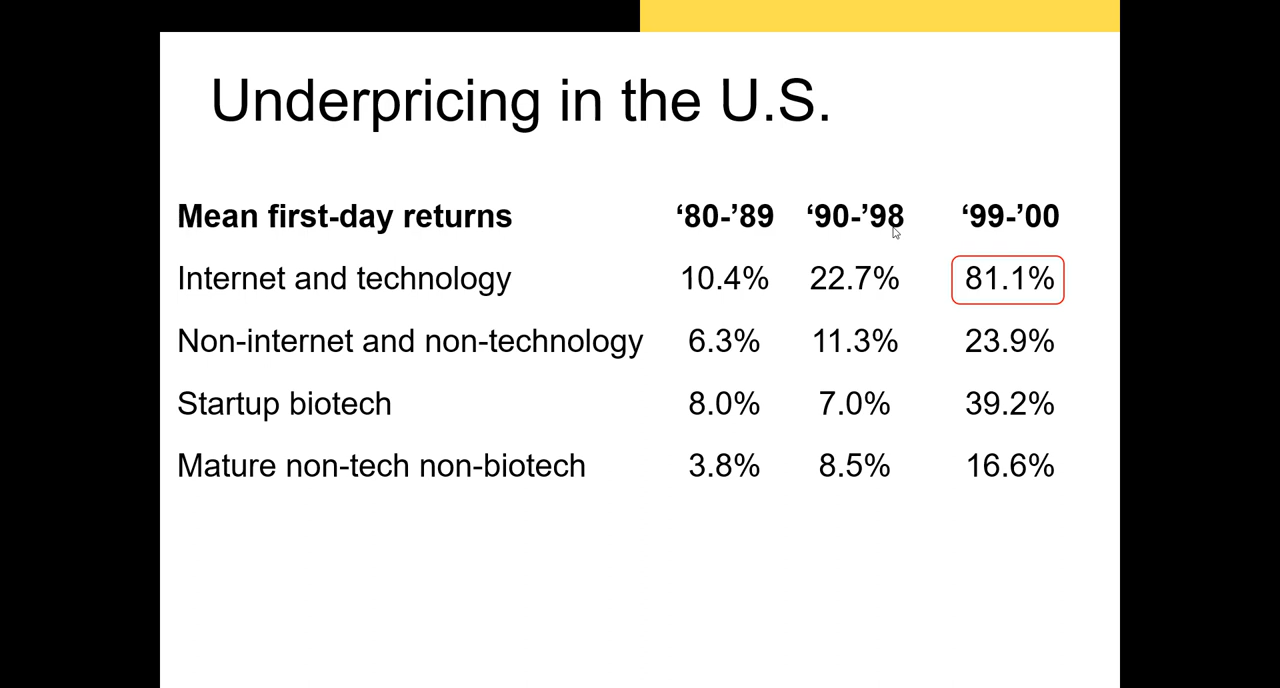 Underpricing in the U.S.
Mean first-day returns ‘80-’89 ‘90-’98 ‘99-’00
Internet and technology 10.4% 22.7% 81.1%
Non-internet and non-technology 6.3% 11.3% 23.9%
Startup biotech 8.0% 7.0% 39.2%
Mature non-tech non-biotech 3.8% 8.5% 16.6%